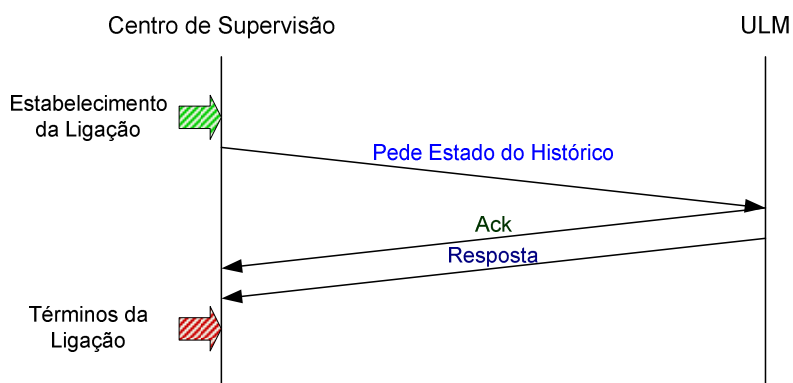 Centro de Supervisão
ULM
Estabelecimento
da Ligação
Pede Estado do Histórico
Ack
Resposta
Términos da
Ligação